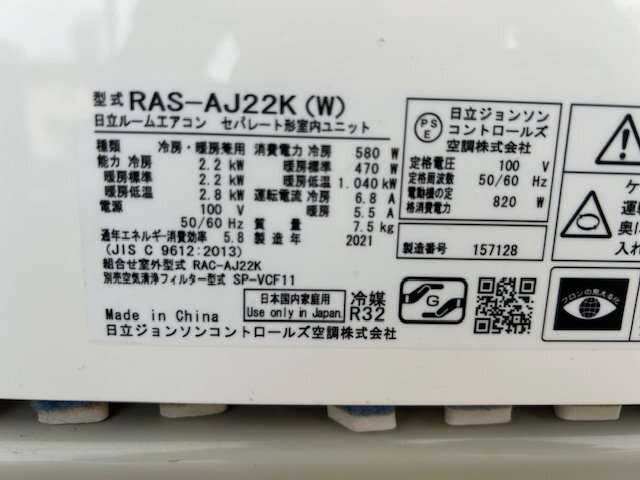 型式 RAS-AJ22K (W)
日立ルームエアコン セパレート形室内ユニット
種類 冷房・暖房兼用 消費電力 冷房 580 W
能力 冷房 2.2 kW 暖房標準 470 W
暖房標準 2.2 kW 暖房低温 1.040 kW
暖房低温 2.8 kW 運転電流 冷房 6.8 A
電源 100 V 暖房 5.5 A
50/60 Hz 質量 7.5 kg
通年エネルギー消費効率 5.8 製造年 2021
(JIS C 9612:2013)
組合せ室外型式 RAC-AJ22K
別売空気清浄フィルター型式 SP-VCF11
日本国内家庭用
Use only in Japan.
冷媒
R32
Made in China
日立ジョンソンコントロールズ空調株式会社
PS
E
日立ジョンソン
コントロールズ
空調株式会社
定格電圧 100 V
定格周波数 50/60 Hz
電動機の定
格消費電力 820 W
製造番号 157128
G
フロンの見える化
ケ
運
奥に
入れ